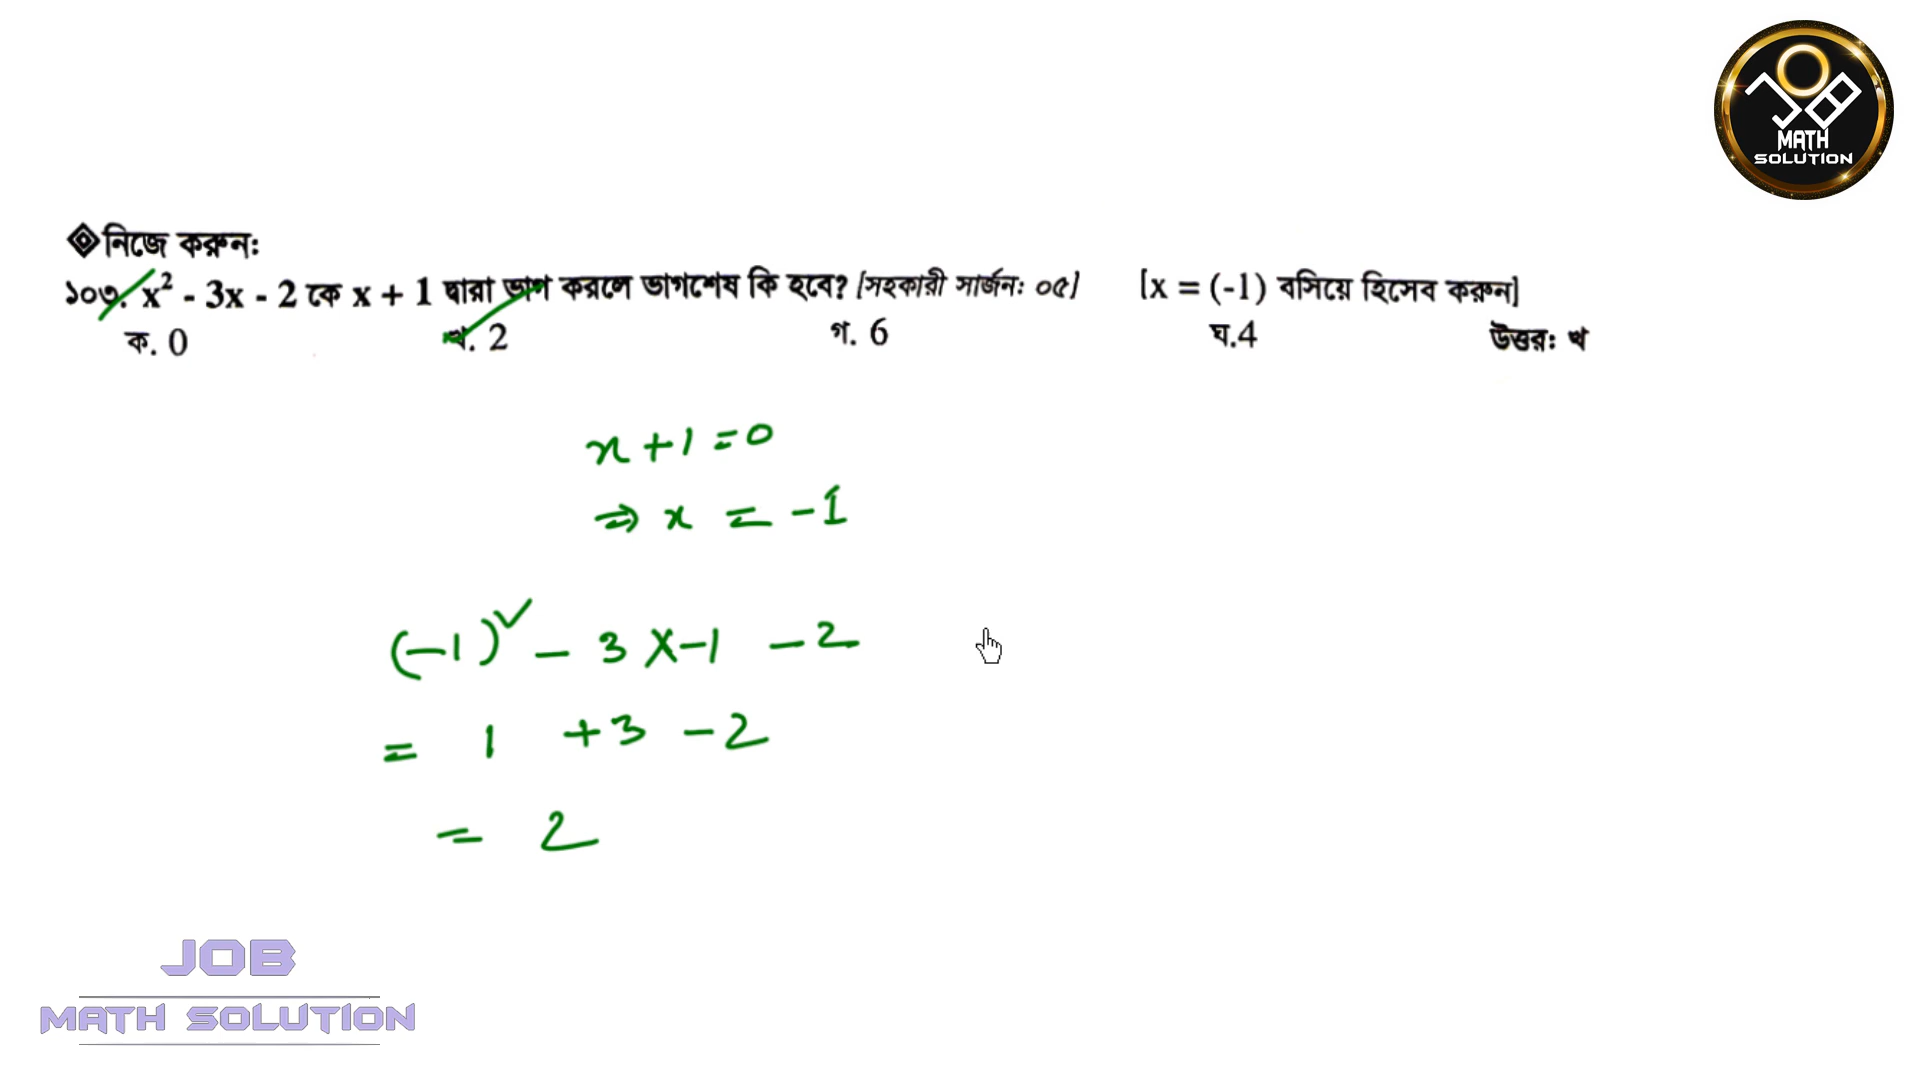 JOB
MATH
SOLUTION
নিজে করুন:
১০৩. x² - 3x - 2 কে x + 1 দ্বারা ভাগ করলে ভাগশেষ কি হবে? [সহকারী সার্জন: ০৫] [x = (-1) বসিয়ে হিসেব করুন]
ক. 0 খ. 2 গ. 6 ঘ.4 উত্তর: খ
x + 1 = 0
⇒ x = -1
(-1)² - 3 × -1 - 2
= 1 + 3 - 2
= 2
JOB
MATH SOLUTION